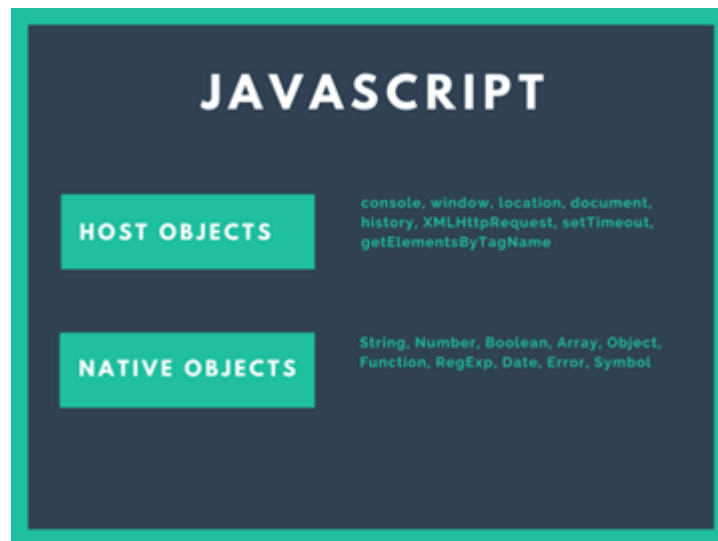 JAVASCRIPT
HOST OBJECTS
console, window, location, document,
history, XMLHttpRequest, setTimeout,
getElementsByTagName
NATIVE OBJECTS
String, Number, Boolean, Array, Object,
Function, RegExp, Date, Error, Symbol